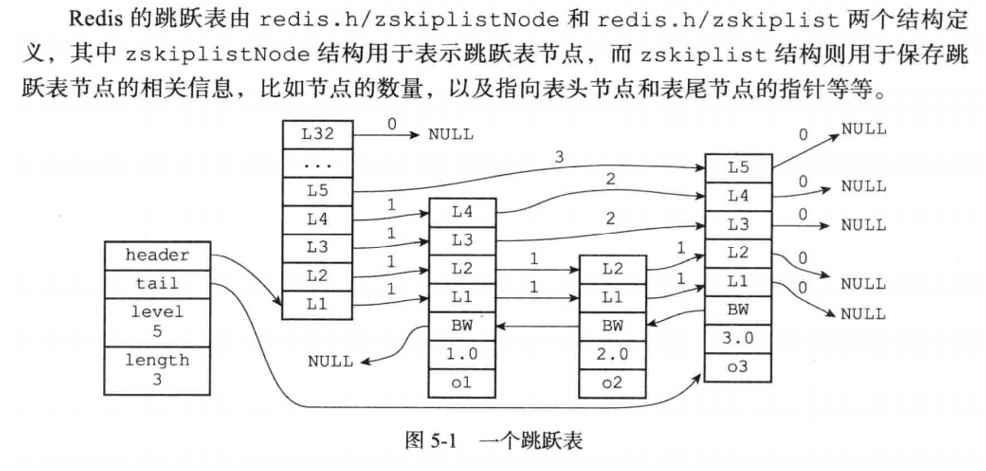 Redis 的跳跃表由 redis.h/zskiplistNode 和 redis.h/zskiplist 两个结构定
义，其中 zskiplistNode 结构用于表示跳跃表节点，而 zskiplist 结构则用于保存跳
跃表节点的相关信息，比如节点的数量，以及指向表头节点和表尾节点的指针等等。
header
tail
level
5
length
3
L32
...
L5
L4
L3
L2
L1
0
NULL
3
1
1
1
1
L4
L3
L2
L1
BW
1.0
o1
NULL
2
2
1
1
L2
L1
BW
2.0
o2
1
1
L5
L4
L3
L2
L1
BW
3.0
o3
0
NULL
0
NULL
0
NULL
0
NULL
0
NULL
图 5-1 一个跳跃表